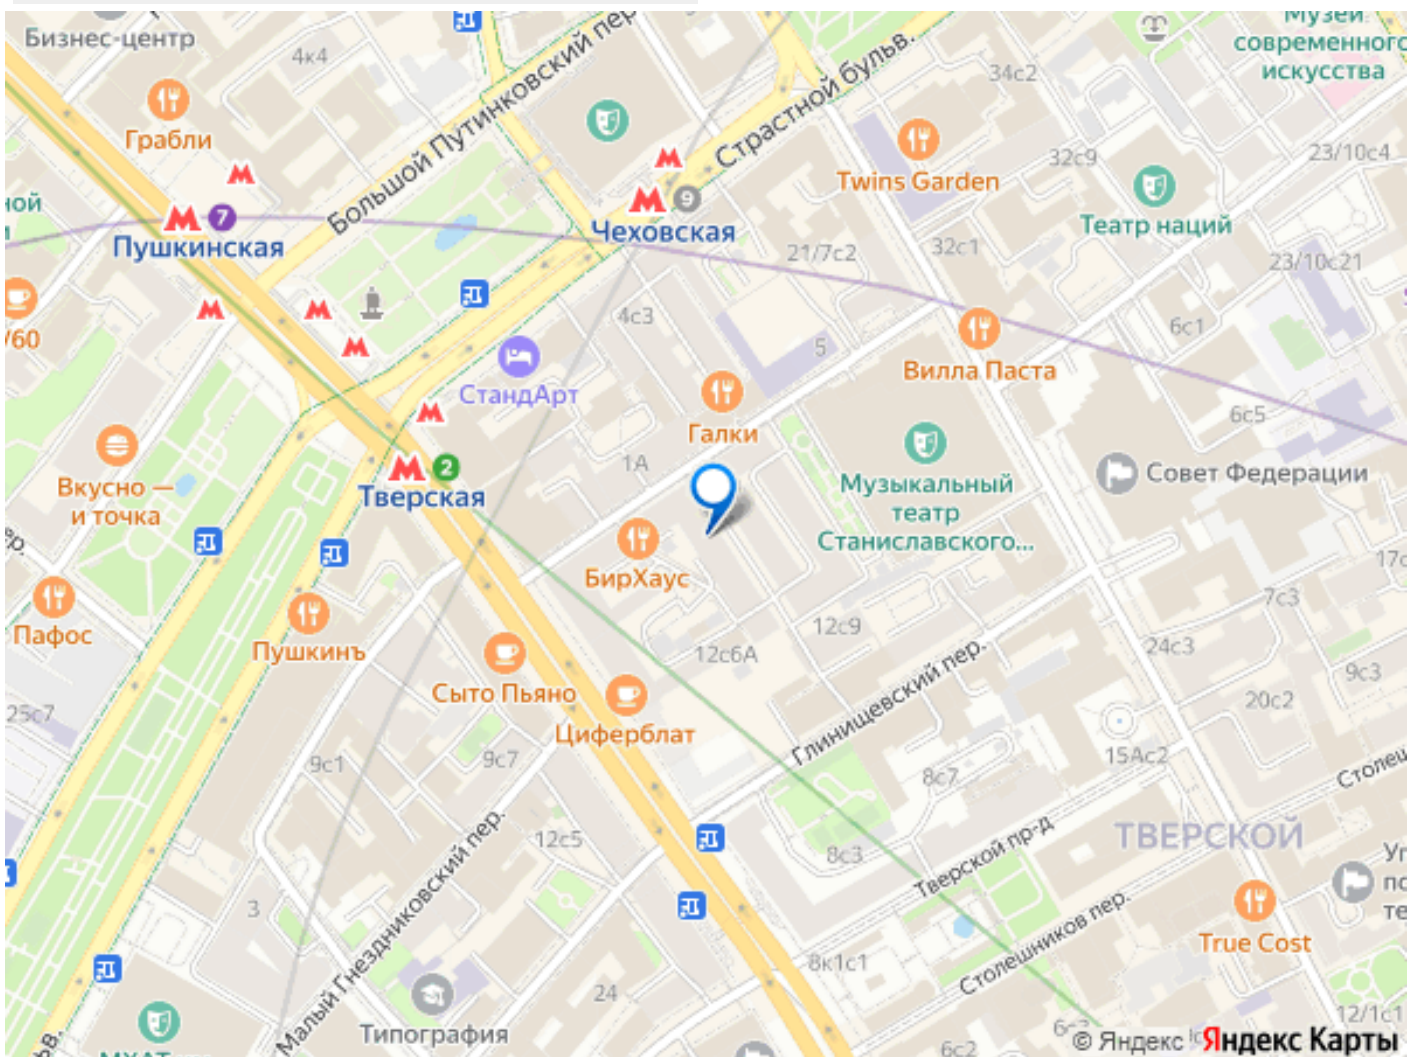 Музей
современного
искусства
Бизнес-центр
4к4
Большой Путинковский пер.
Страстной бульв.
34с2
Грабли
Twins Garden
32с9
23/10с4
Театр наций
7
Пушкинская
9
Чеховская
21/7с2
32с1
23/10с21
/60
4с3
5
6с1
Вилла Паста
СтандАрт
Галки
6с5
1А
2
Тверская
Вкусно —
и точка
Музыкальный
театр
Станиславского...
Совет Федерации
БирХаус
17с
7с3
Пафос
Пушкинъ
12с9
12с6А
24с3
9с3
Сыто Пьяно
20с2
25с7
Циферблат
Глинищевский пер.
9с1
9с7
8с7
15Ас2
Столеш
12с5
8с3
Тверской пр-д
ТВЕРСКОЙ
3
Малый Гнездниковский пер.
Столешников пер.
True Cost
8к1с1
24
12/1с1
Типография
МХАТ
6с2
© Яндекс
Яндекс Карты